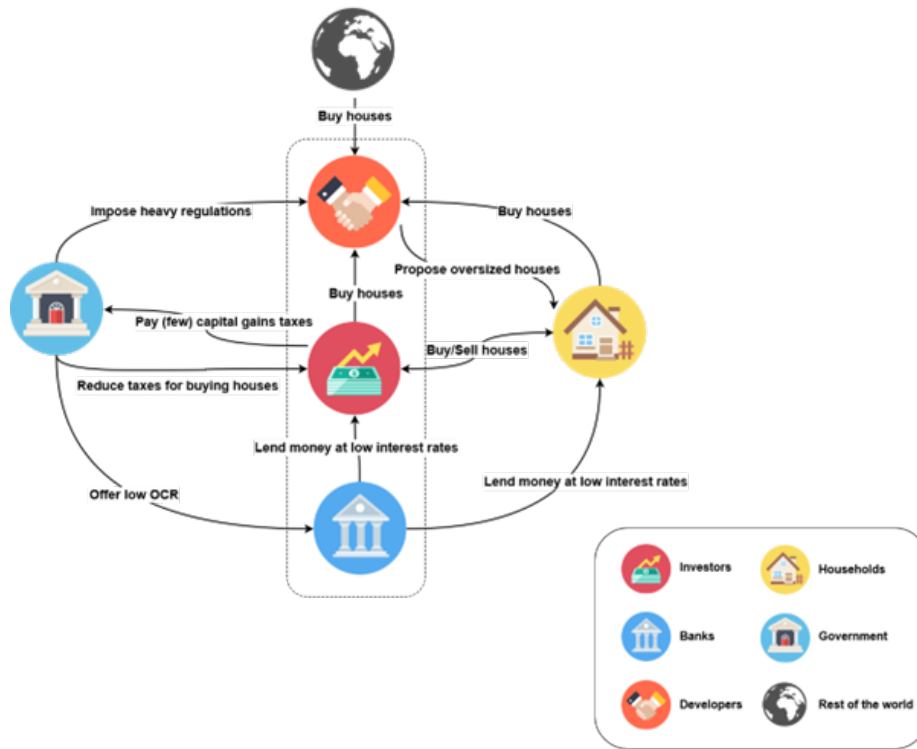 Buy houses
Impose heavy regulations
Buy houses
Propose oversized houses
Buy houses
Pay (few) capital gains taxes
Buy/Sell houses
Reduce taxes for buying houses
Lend money at low interest rates
Lend money at low interest rates
Offer low OCR
Investors
Households
Banks
Government
Developers
Rest of the world